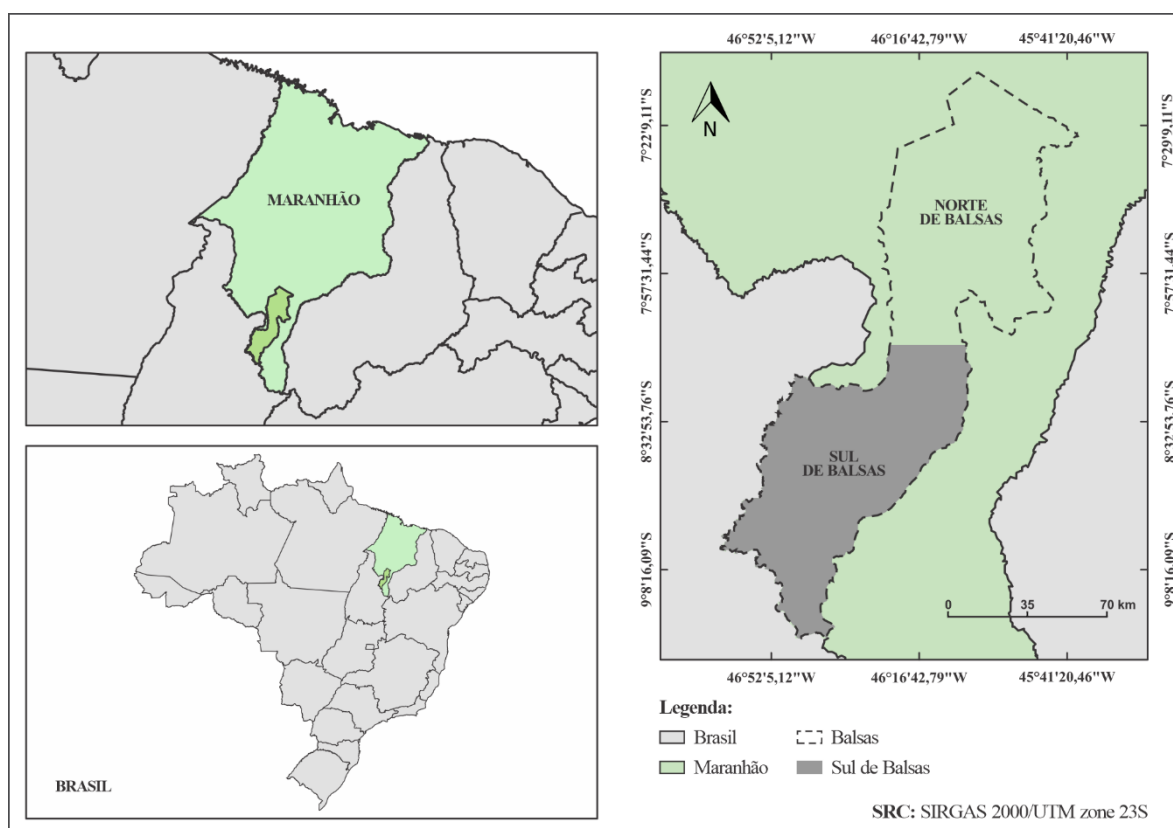 MARANHÃO
BRASIL
46°52'5,12"W 46°16'42,79"W 45°41'20,46"W
N
7°22'9,11"S
7°29'9,11"S
NORTE
DE BALSAS
7°57'31,44"S
7°57'31,44"S
8°32'53,76"S
8°32'53,76"S
SUL
DE BALSAS
9°8'16,09"S
9°8'16,09"S
0 35 70 km
46°52'5,12"W 46°16'42,79"W 45°41'20,46"W
Legenda:
Brasil Balsas
Maranhão Sul de Balsas
SRC: SIRGAS 2000/UTM zone 23S